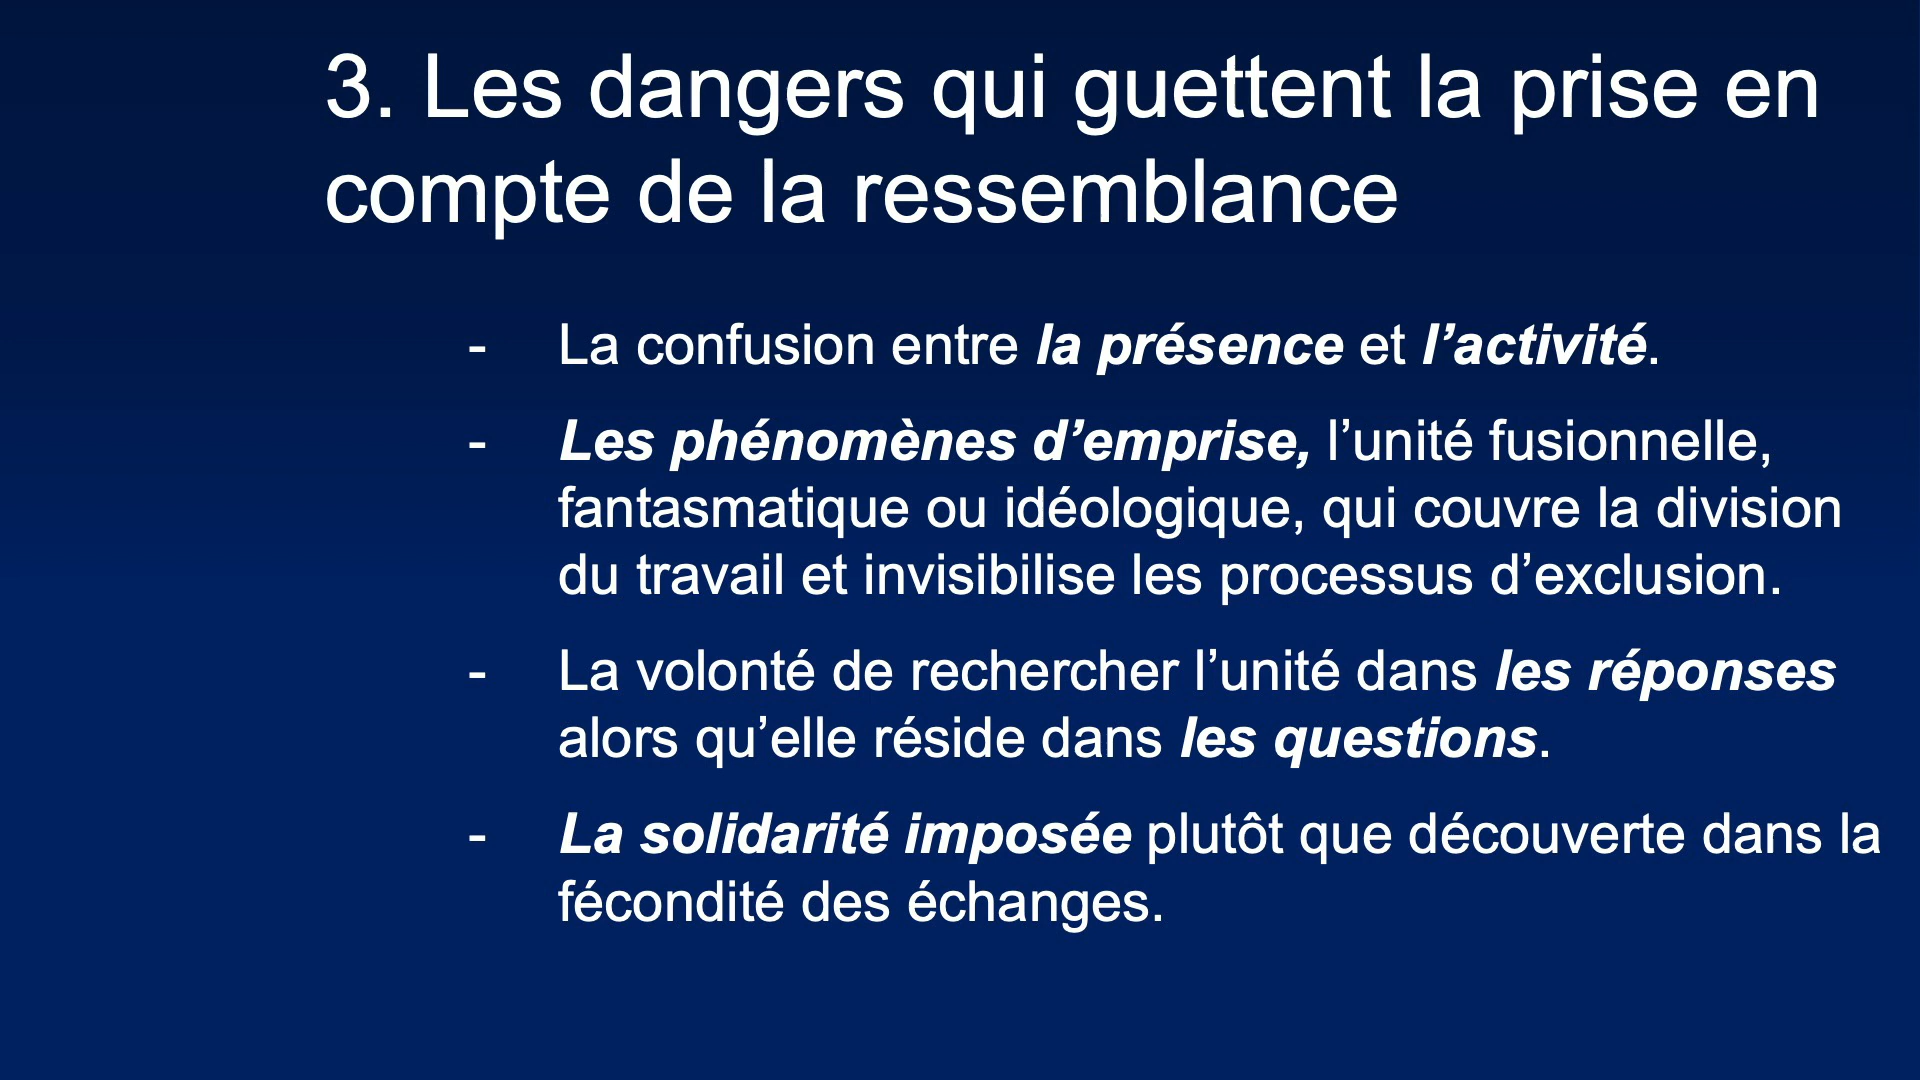 3. Les dangers qui guettent la prise en
compte de la ressemblance
- La confusion entre la présence et l’activité.
- Les phénomènes d’emprise, l’unité fusionnelle,
fantasmatique ou idéologique, qui couvre la division
du travail et invisibilise les processus d’exclusion.
- La volonté de rechercher l’unité dans les réponses
alors qu’elle réside dans les questions.
- La solidarité imposée plutôt que découverte dans la
fécondité des échanges.